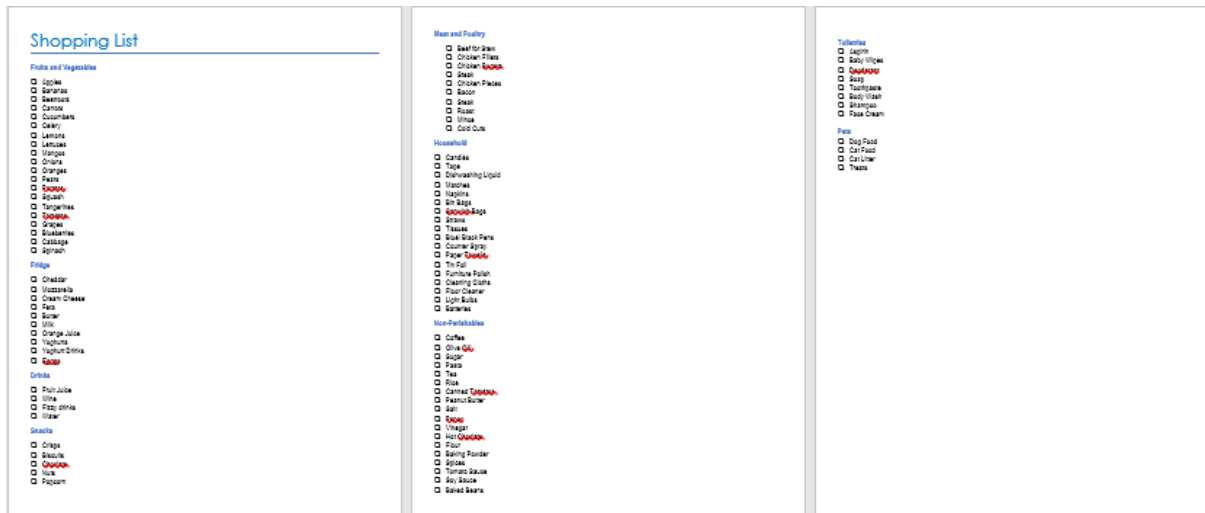 Shopping List
Fruits and Vegetables
Apples
Bananas
Beetroots
Carrots
Cucumbers
Celery
Lemons
Lettuces
Mangos
Onions
Oranges
Pears
Squash
Tangerines
Grapes
Blueberries
Cabbage
Spinach
Fridge
Cheddar
Mozzarella
Cream Cheese
Feta
Butter
Milk
Orange Juice
Yoghurts
Yoghurt Drinks
Drinks
Fruit Juice
Wine
Fizzy drinks
Water
Snacks
Crisps
Biscuits
Nuts
Popcorn
Meat and Poultry
Beef for Stew
Chicken Fillets
Chicken
Steak
Chicken Pieces
Bacon
Steak
Roast
Mince
Cold Cuts
Household
Candles
Tape
Dishwashing Liquid
Matches
Napkins
Bin Bags
Bags
Straws
Tissues
Black Pens
Counter Spray
Paper
Tin Foil
Furniture Polish
Cleaning Cloths
Floor Cleaner
Light Bulbs
Batteries
Non-Perishables
Coffee
Olive
Sugar
Pasta
Tea
Rice
Canned
Peanut Butter
Salt
Vinegar
Hot
Flour
Baking Powder
Spices
Tomato Sauce
Soy Sauce
Baked Beans
Aspirin
Baby Wipes
Soap
Toothpaste
Body Wash
Shampoo
Face Cream
Pets
Dog Food
Cat Food
Cat Litter
Treats